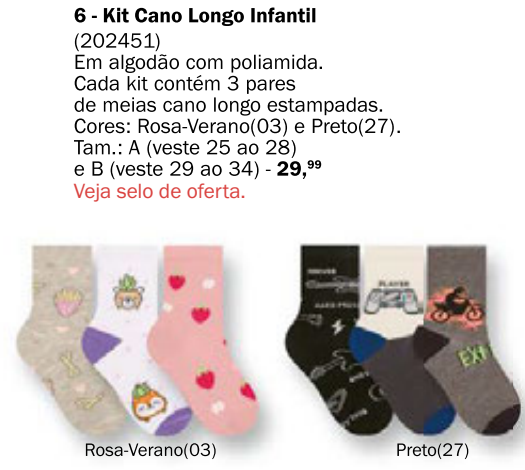 6 - Kit Cano Longo Infantil
(202451)
Em algodão com poliamida.
Cada kit contém 3 pares
de meias cano longo estampadas.
Cores: Rosa-Verano(03) e Preto(27).
Tam.: A (veste 25 ao 28)
e B (veste 29 ao 34) - 29,99
Veja selo de oferta.
PLAYER
Rosa-Verano(03)
Preto(27)